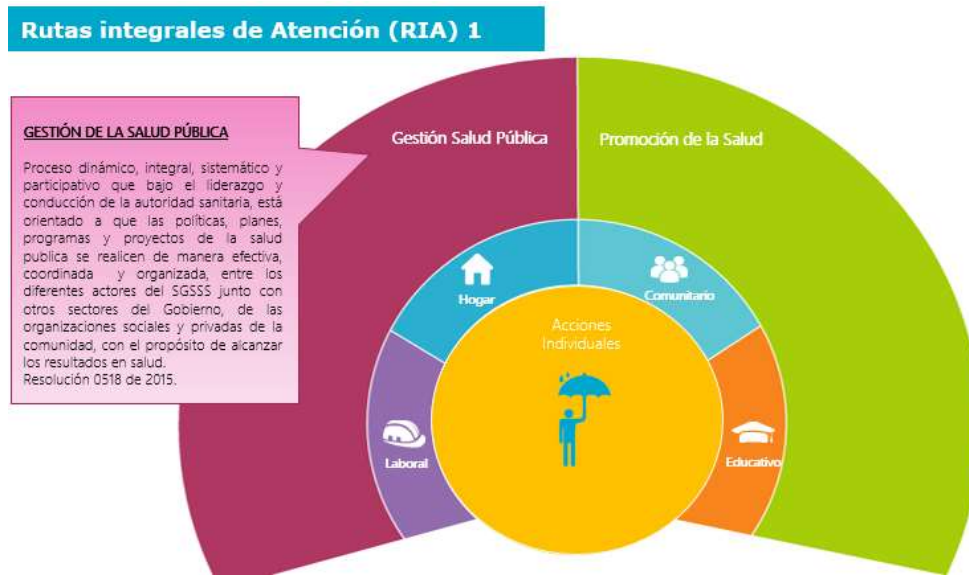 Rutas integrales de Atención (RIA) 1
GESTIÓN DE LA SALUD PÚBLICA
Proceso dinámico, integral, sistemático y
participativo que bajo el liderazgo y
conducción de la autoridad sanitaria, está
orientado a que las políticas, planes,
programas y proyectos de la salud
publica se realicen de manera efectiva,
coordinada y organizada, entre los
diferentes actores del SGSSS junto con
otros sectores del Gobierno, de las
organizaciones sociales y privadas de la
comunidad, con el propósito de alcanzar
los resultados en salud.
Resolución 0518 de 2015.
Gestión Salud Pública
Promoción de la Salud
Hogar
Comunitario
Acciones
Individuales
Laboral
Educativo